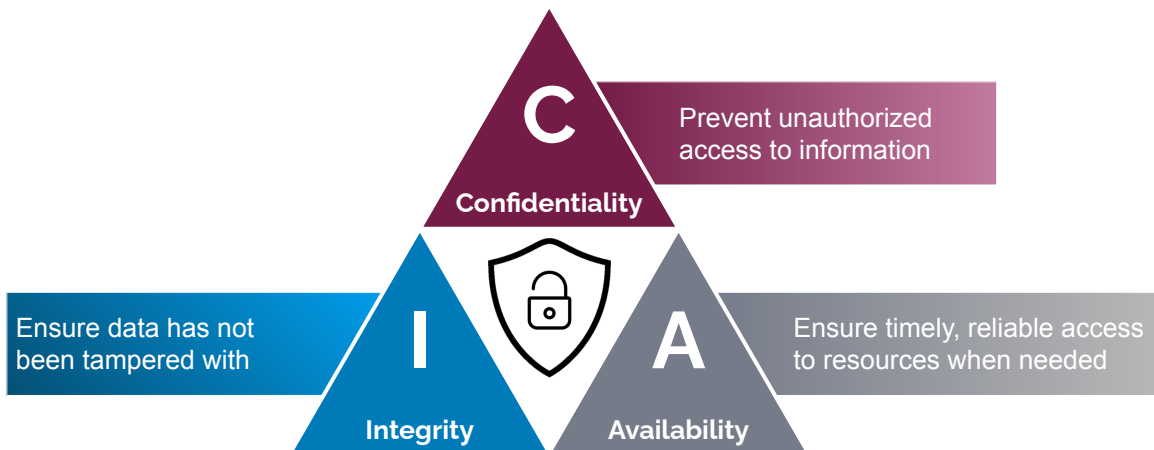 C
Confidentiality
Prevent unauthorized
access to information
I
Integrity
Ensure data has not
been tampered with
A
Availability
Ensure timely, reliable access
to resources when needed